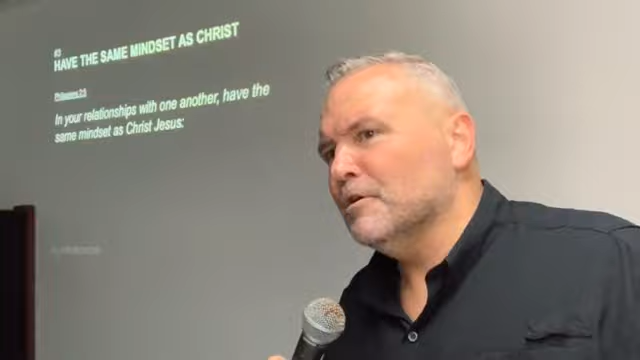 #3
HAVE THE SAME MINDSET AS CHRIST
Philippians 2:5
In your relationships with one another, have the
same mindset as Christ Jesus: